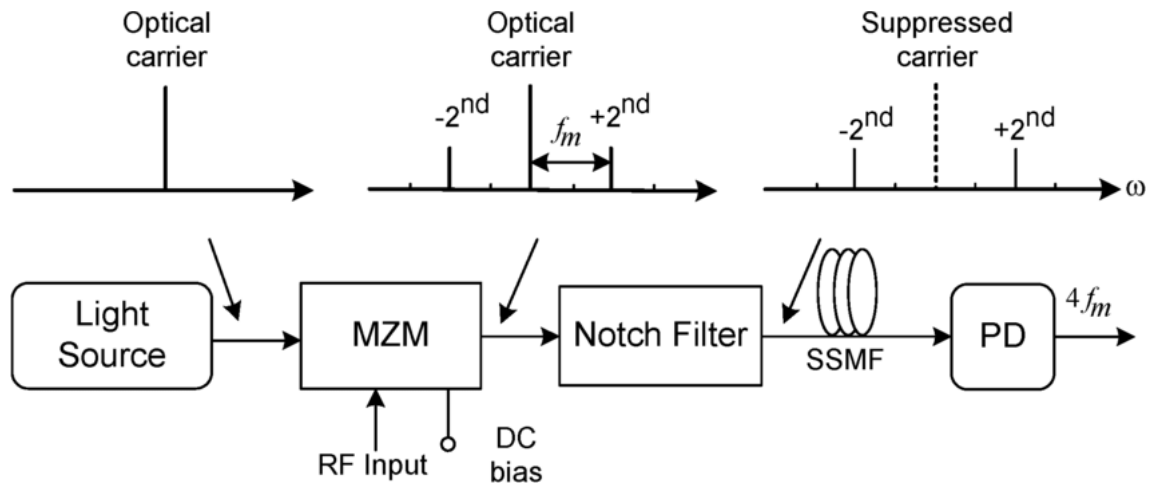 Optical
carrier
Optical
carrier
Suppressed
carrier
-2nd
fm
+2nd
-2nd
+2nd
ω
Light
Source
MZM
Notch Filter
SSMF
PD
4fm
RF Input
DC
bias